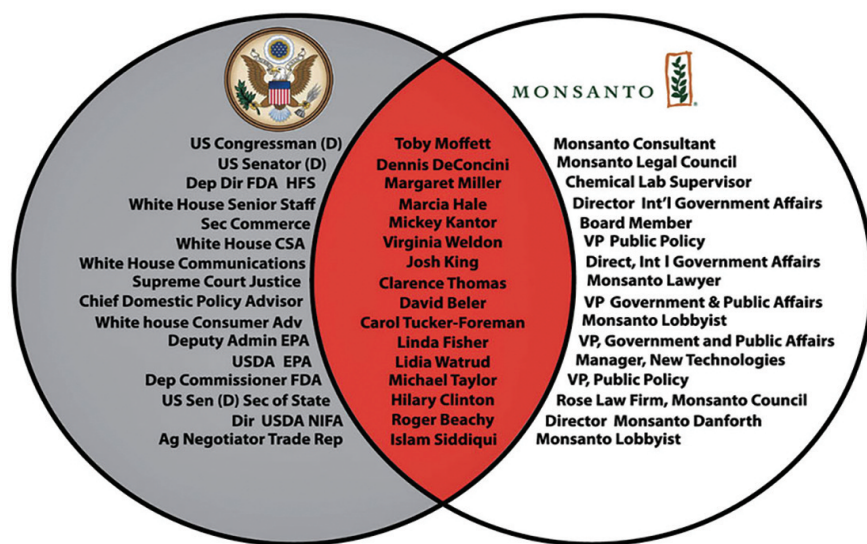 MONSANTO
US Congressman (D) Toby Moffett Monsanto Consultant
US Senator (D) Dennis DeConcini Monsanto Legal Council
Dep Dir FDA HFS Margaret Miller Chemical Lab Supervisor
White House Senior Staff Marcia Hale Director Int'l Government Affairs
Sec Commerce Mickey Kantor Board Member
White House CSA Virginia Weldon VP Public Policy
White House Communications Josh King Direct, Int l Government Affairs
Supreme Court Justice Clarence Thomas Monsanto Lawyer
Chief Domestic Policy Advisor David Beler VP Government & Public Affairs
White house Consumer Adv Carol Tucker-Foreman Monsanto Lobbyist
Deputy Admin EPA Linda Fisher VP, Government and Public Affairs
USDA EPA Lidia Watrud Manager, New Technologies
Dep Commissioner FDA Michael Taylor VP, Public Policy
US Sen (D) Sec of State Hilary Clinton Rose Law Firm, Monsanto Council
Dir USDA NIFA Roger Beachy Director Monsanto Danforth
Ag Negotiator Trade Rep Islam Siddiqui Monsanto Lobbyist